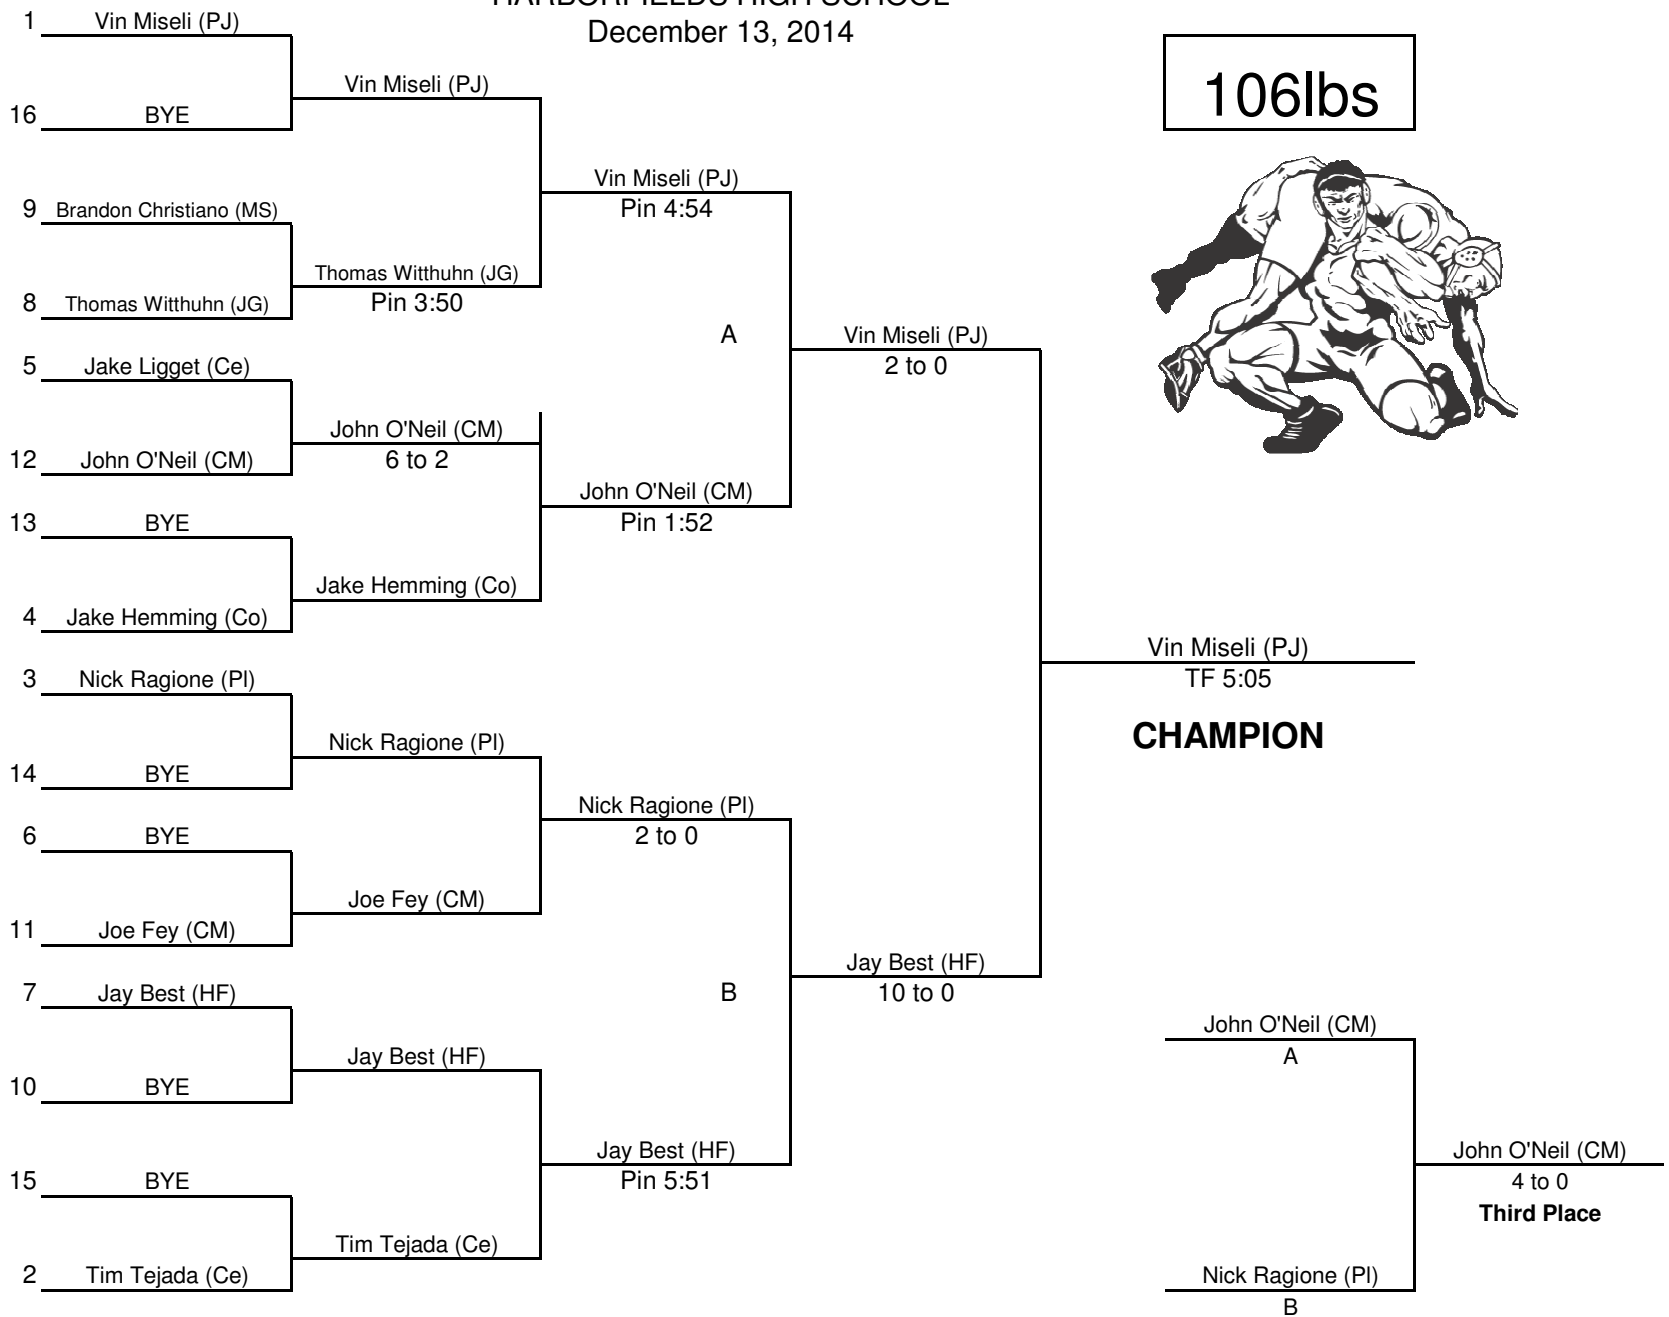 HARBORFIELDS HIGH SCHOOL
December 13, 2014
106lbs
1 Vin Miseli (PJ)
Vin Miseli (PJ)
16 BYE
Vin Miseli (PJ)
Pin 4:54
9 Brandon Christiano (MS)
Thomas Witthuhn (JG)
Pin 3:50
8 Thomas Witthuhn (JG)
A
Vin Miseli (PJ)
2 to 0
5 Jake Ligget (Ce)
John O'Neil (CM)
6 to 2
12 John O'Neil (CM)
John O'Neil (CM)
Pin 1:52
13 BYE
Jake Hemming (Co)
4 Jake Hemming (Co)
Vin Miseli (PJ)
TF 5:05
CHAMPION
3 Nick Ragione (Pl)
Nick Ragione (Pl)
14 BYE
Nick Ragione (Pl)
2 to 0
6 BYE
Joe Fey (CM)
11 Joe Fey (CM)
B
Jay Best (HF)
10 to 0
7 Jay Best (HF)
Jay Best (HF)
10 BYE
Jay Best (HF)
Pin 5:51
15 BYE
Tim Tejada (Ce)
2 Tim Tejada (Ce)
John O'Neil (CM)
A
John O'Neil (CM)
4 to 0
Third Place
Nick Ragione (Pl)
B